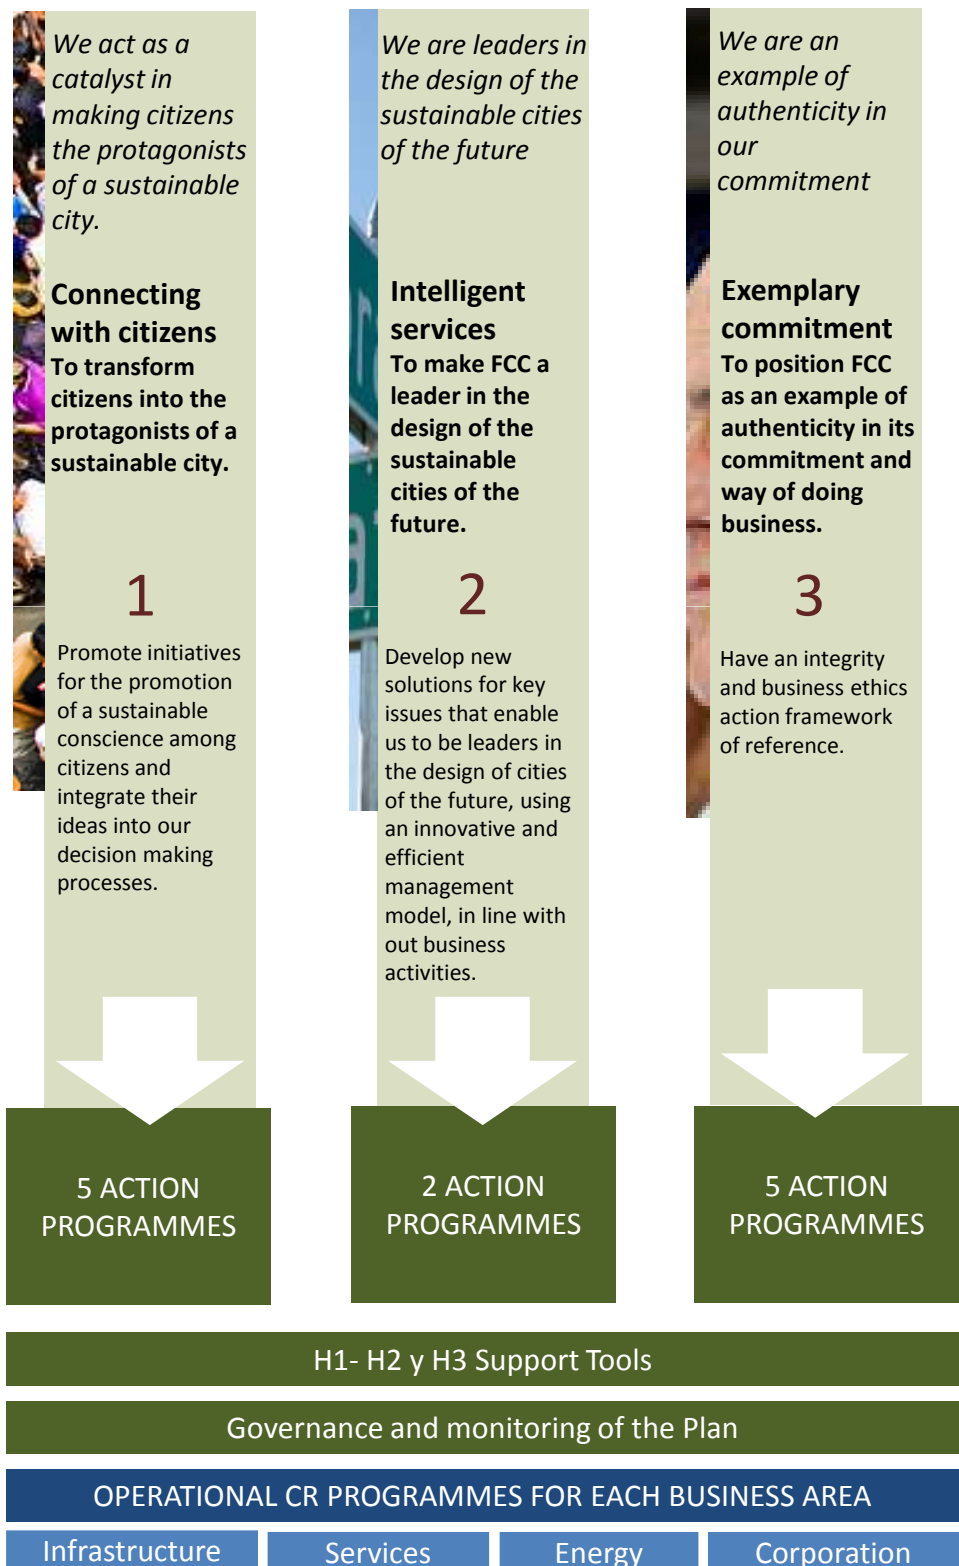 We act as a
catalyst in
making citizens
the protagonists
of a sustainable
city.
Connecting
with citizens
To transform
citizens into the
protagonists of a
sustainable city.
1
Promote initiatives
for the promotion
of a sustainable
conscience among
citizens and
integrate their
ideas into our
decision making
processes.
5 ACTION
PROGRAMMES
We are leaders in
the design of the
sustainable cities
of the future
Intelligent
services
To make FCC a
leader in the
design of the
sustainable
cities of the
future.
2
Develop new
solutions for key
issues that enable
us to be leaders in
the design of cities
of the future, using
an innovative and
efficient
management
model, in line with
out business
activities.
2 ACTION
PROGRAMMES
We are an
example of
authenticity in
our
commitment
Exemplary
commitment
To position FCC
as an example of
authenticity in its
commitment and
way of doing
business.
3
Have an integrity
and business ethics
action framework
of reference.
5 ACTION
PROGRAMMES
H1- H2 y H3 Support Tools
Governance and monitoring of the Plan
OPERATIONAL CR PROGRAMMES FOR EACH BUSINESS AREA
Infrastructure
Services
Energy
Corporation